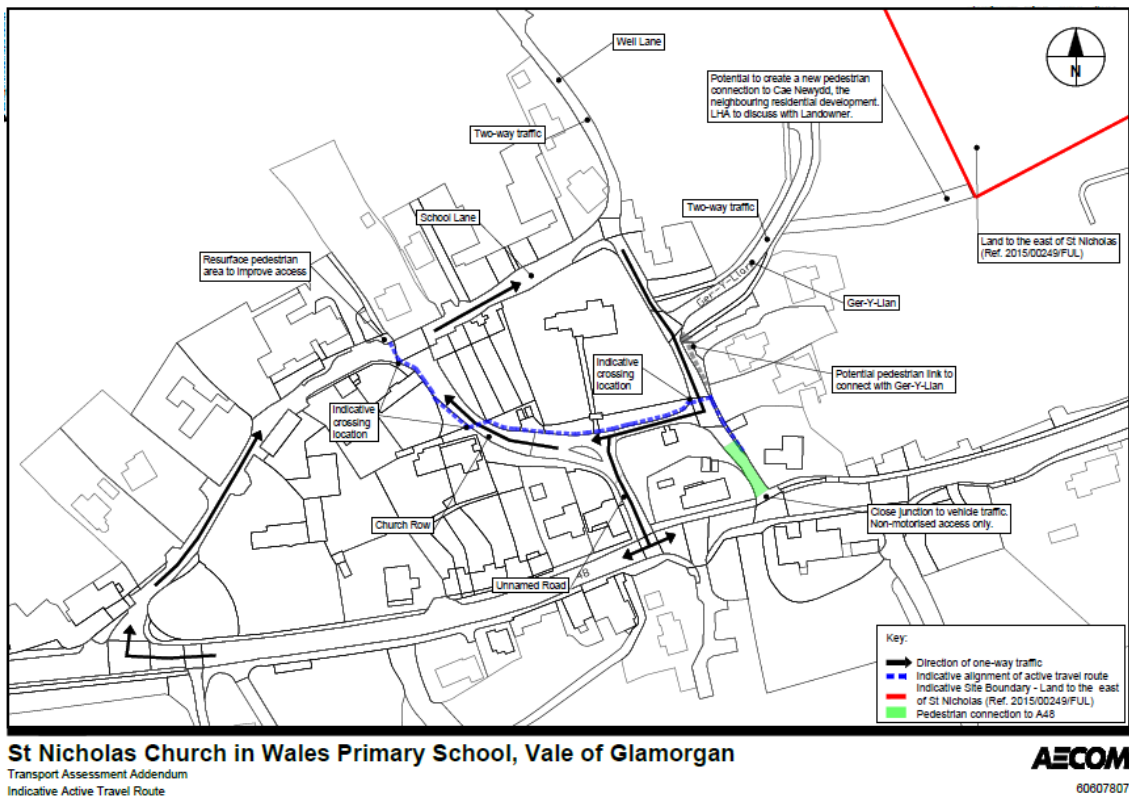 Well Lane
Potential to create a new pedestrian
connection to Cae Newydd, the
neighbouring residential development.
LHA to discuss with Landowner.
N
Two-way traffic
School Lane
Two-way traffic
Resurface pedestrian
area to improve access
Land to the east of St Nicholas
(Ref. 2015/00249/FUL)
Ger-Y-Llan
Ger-Y-Llan
Indicative
crossing
location
Potential pedestrian link to
connect with Ger-Y-Llan
Indicative
crossing
location
Church Row
Close junction to vehicle traffic.
Non-motorised access only.
Unnamed Road
Key:
Direction of one-way traffic
Indicative alignment of active travel route
Indicative Site Boundary - Land to the east
of St Nicholas (Ref. 2015/00249/FUL)
Pedestrian connection to A48
St Nicholas Church in Wales Primary School, Vale of Glamorgan
Transport Assessment Addendum
Indicative Active Travel Route
AECOM
60607807